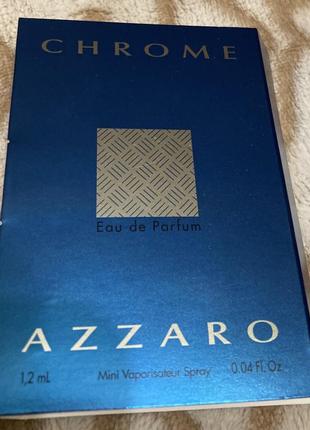 CHROME
Eau de Parfum
AZZARO
1,2 mL Mini Vaporisateur Spray 0.04 Fl. Oz